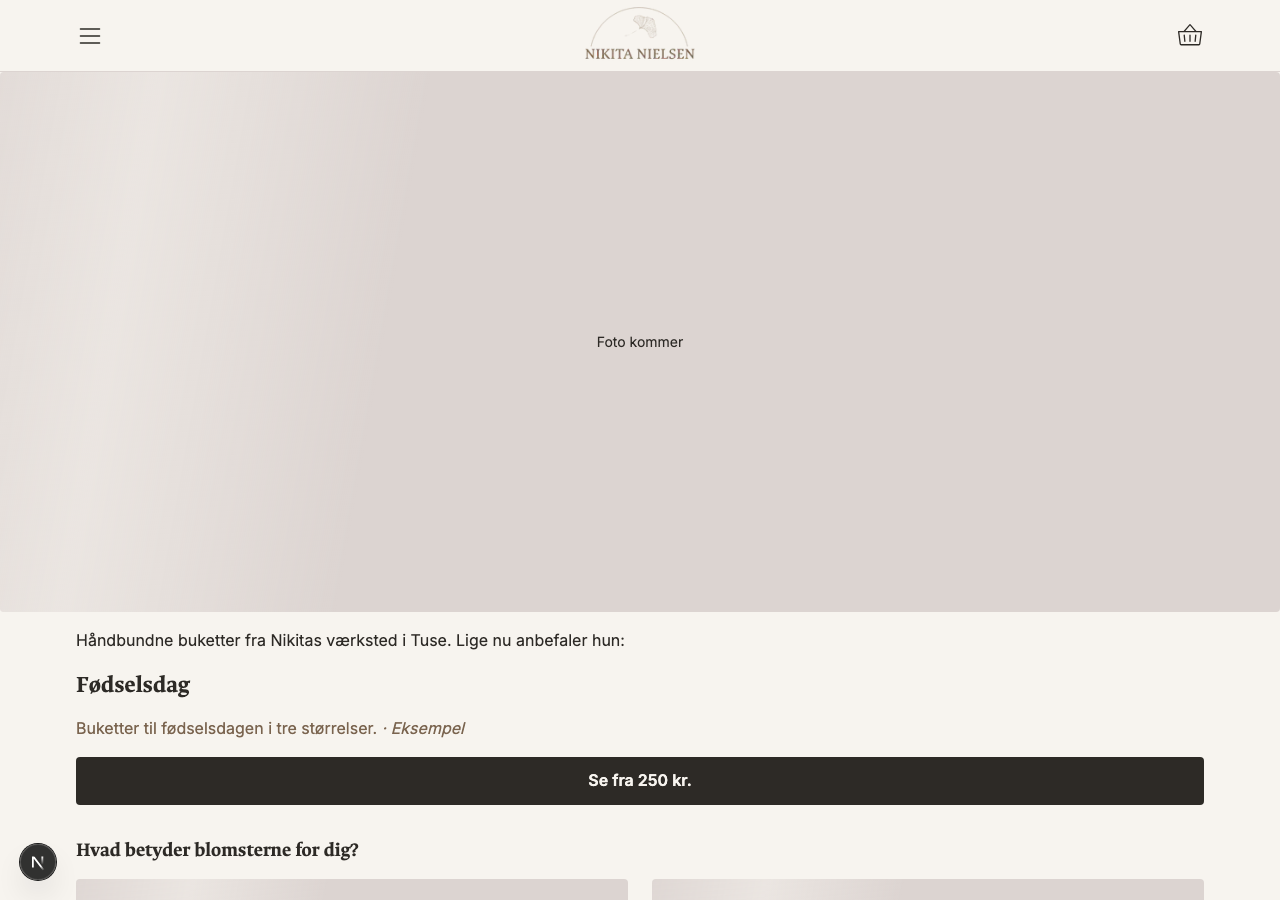 NIKITA NIELSEN
Foto kommer
Håndbundne buketter fra Nikitas værksted i Tuse. Lige nu anbefaler hun:
Fødselsdag
Buketter til fødselsdagen i tre størrelser. · Eksempel
Se fra 250 kr.
Hvad betyder blomsterne for dig?
N